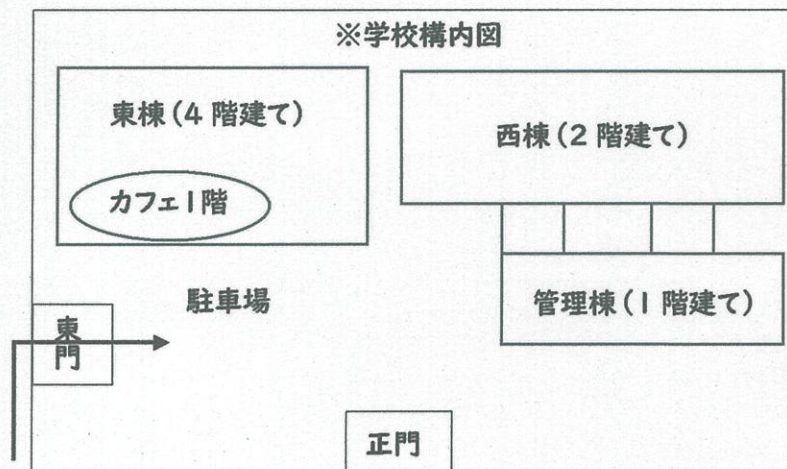 ※学校構内図
東棟(4 階建て)
西棟(2 階建て)
カフェ1階
管理棟(1 階建て)
駐車場
東
門
正門